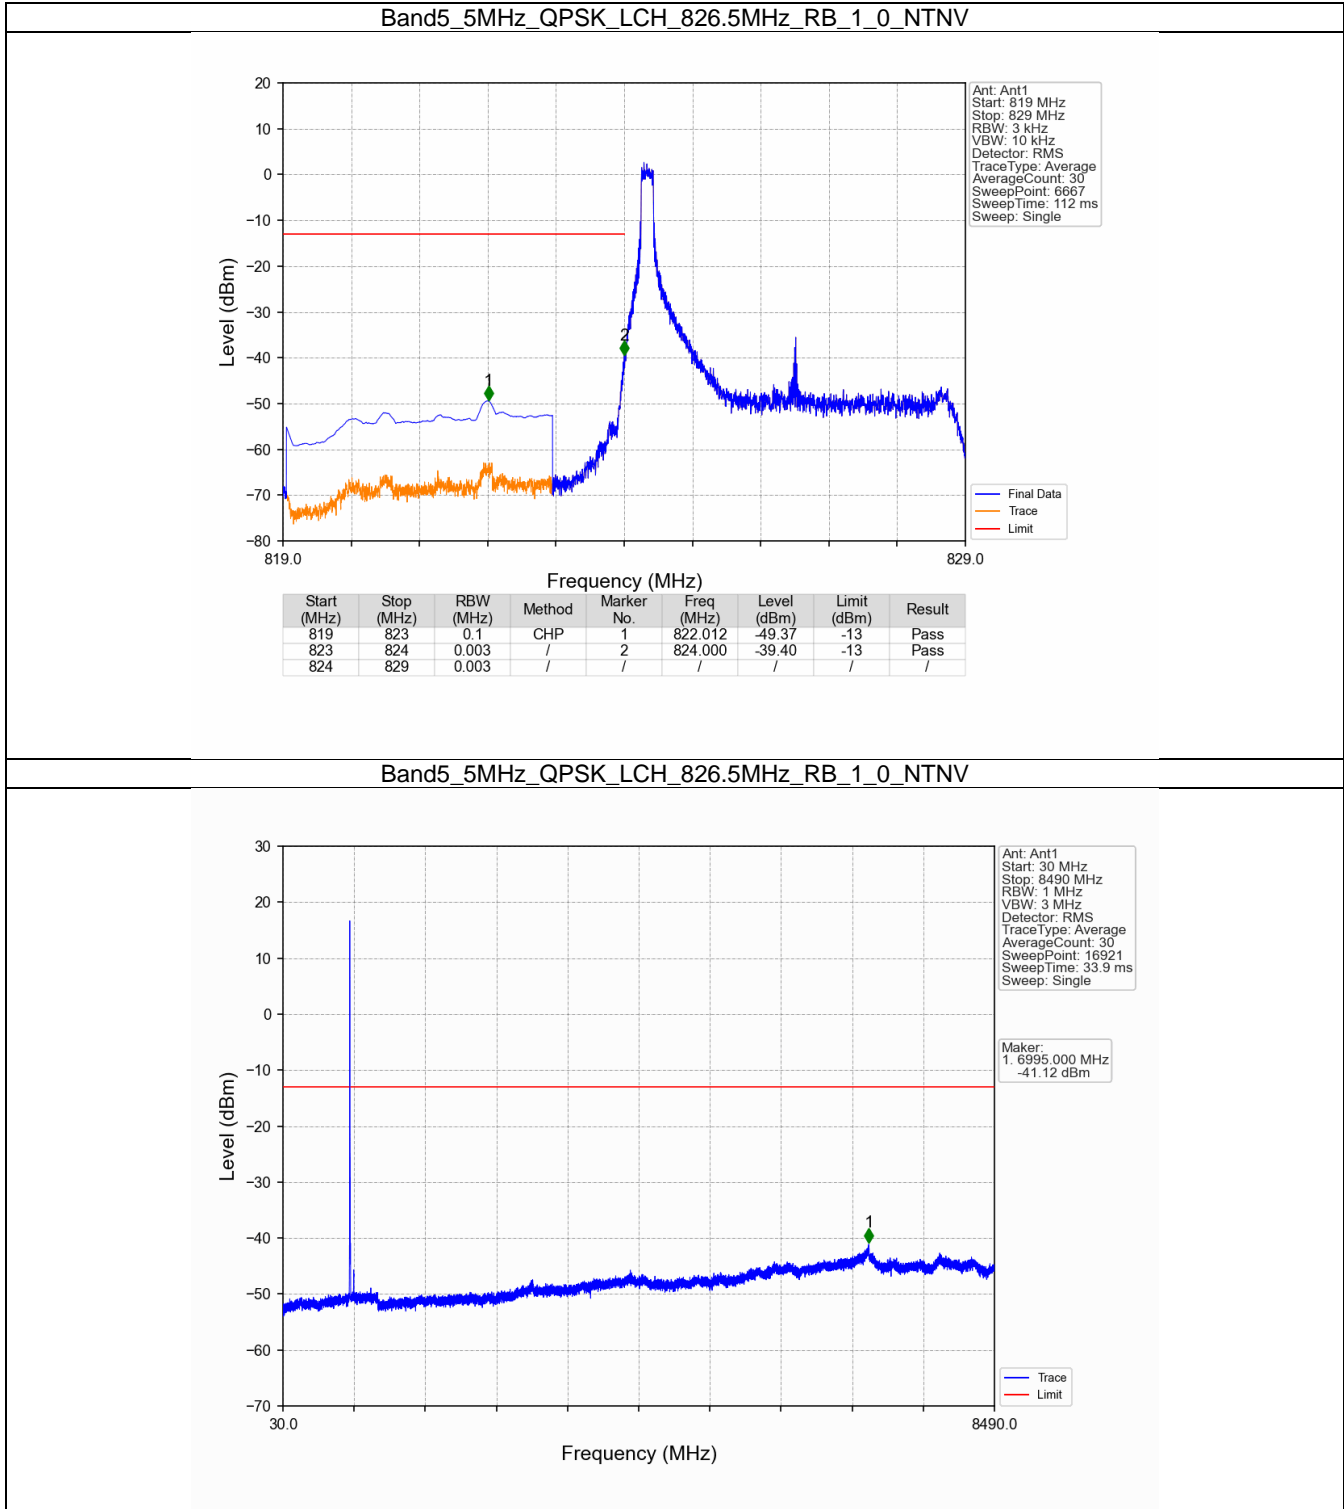 Band5_5MHz_QPSK_LCH_826.5MHz_RB_1_0_NTNV
20
10
0
−10
−20
−30
−40
−50
−60
−70
−80
Level (dBm)
1
2
819.0
829.0
Frequency (MHz)
Ant: Ant1
Start: 819 MHz
Stop: 829 MHz
RBW: 3 kHz
VBW: 10 kHz
Detector: RMS
TraceType: Average
AverageCount: 30
SweepPoint: 6667
SweepTime: 112 ms
Sweep: Single
Final Data
Trace
Limit
Start (MHz) Stop (MHz) RBW (MHz) Method Marker No. Freq (MHz) Level (dBm) Limit (dBm) Result
819 823 0.1 CHP 1 822.012 -49.37 -13 Pass
823 824 0.003 / 2 824.000 -39.40 -13 Pass
824 829 0.003 / / / / / /
Band5_5MHz_QPSK_LCH_826.5MHz_RB_1_0_NTNV
30
20
10
0
−10
−20
−30
−40
−50
−60
−70
Level (dBm)
1
30.0
8490.0
Frequency (MHz)
Ant: Ant1
Start: 30 MHz
Stop: 8490 MHz
RBW: 1 MHz
VBW: 3 MHz
Detector: RMS
TraceType: Average
AverageCount: 30
SweepPoint: 16921
SweepTime: 33.9 ms
Sweep: Single
Maker:
1. 6995.000 MHz
-41.12 dBm
Trace
Limit